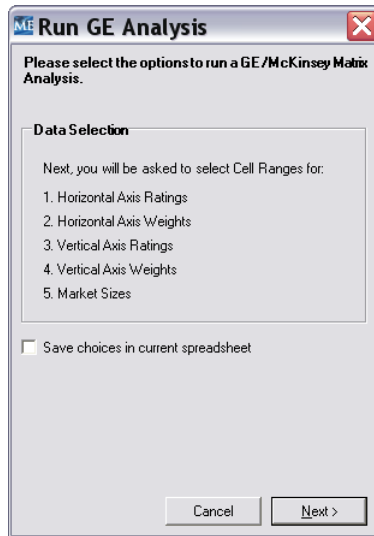 ME Run GE Analysis
Please select the options to run a GE/McKinsey Matrix
Analysis.
Data Selection
Next, you will be asked to select Cell Ranges for:
1. Horizontal Axis Ratings
2. Horizontal Axis Weights
3. Vertical Axis Ratings
4. Vertical Axis Weights
5. Market Sizes
Save choices in current spreadsheet
Cancel Next >